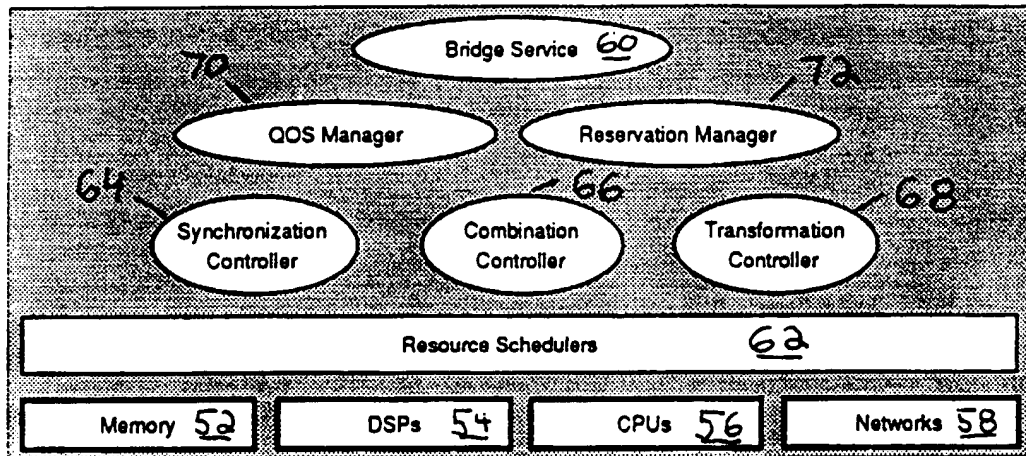 Bridge Service 60
70 72
QOS Manager Reservation Manager
64 66 68
Synchronization Combination Transformation
Controller Controller Controller
Resource Schedulers 62
Memory 52 DSPs 54 CPUs 56 Networks 58